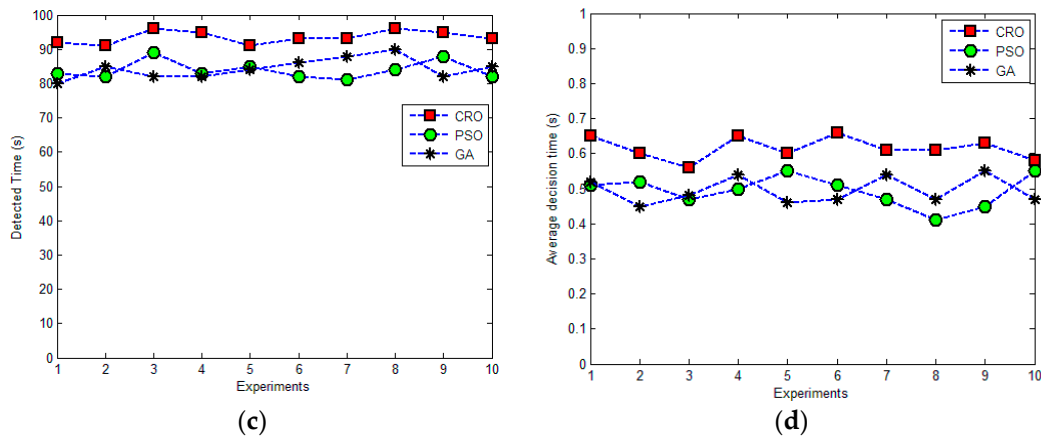 Detected Time (s)
100
90
80
70
60
50
40
30
20
10
0
CRO
PSO
GA
1 2 3 4 5 6 7 8 9 10
Experiments
(c)
Average decision time (s)
1
0.9
0.8
0.7
0.6
0.5
0.4
0.3
0.2
0.1
0
CRO
PSO
GA
1 2 3 4 5 6 7 8 9 10
Experiments
(d)